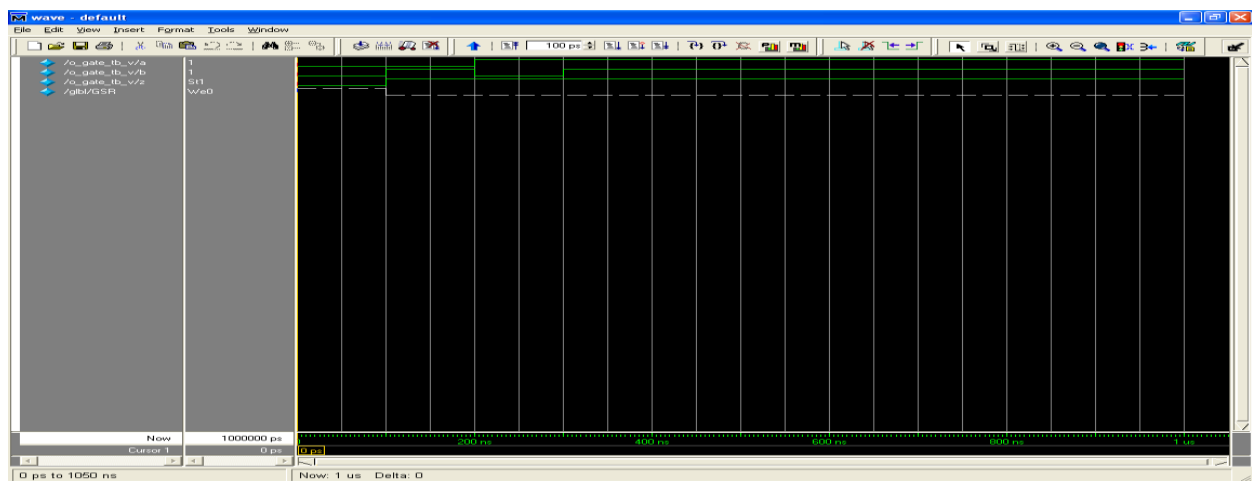 wave - default
File Edit View Insert Format Tools Window
100 ps
/o_gate_tb_v/a 1
/o_gate_tb_v/b 1
/o_gate_tb_v/z St1
/glbl/GSR We0
Now 1000000 ps
200 ns 400 ns 600 ns 800 ns 1 us
Cursor 1 0 ps 0 ps
0 ps to 1050 ns Now: 1 us Delta: 0